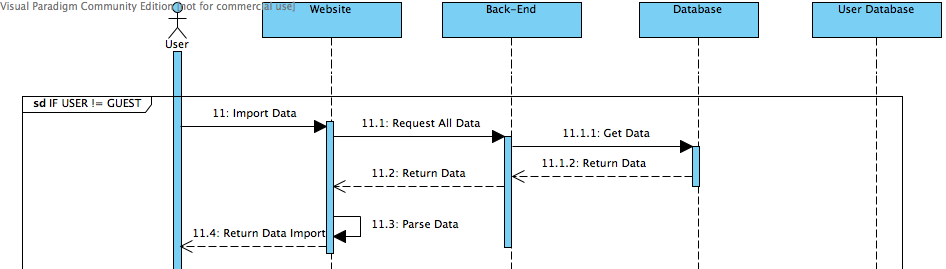 Visual Paradigm Community Edition [not for commercial use]
Website
Back-End
Database
User Database
User
sd IF USER != GUEST
11: Import Data
11.1: Request All Data
11.1.1: Get Data
11.1.2: Return Data
11.2: Return Data
11.3: Parse Data
11.4: Return Data Import